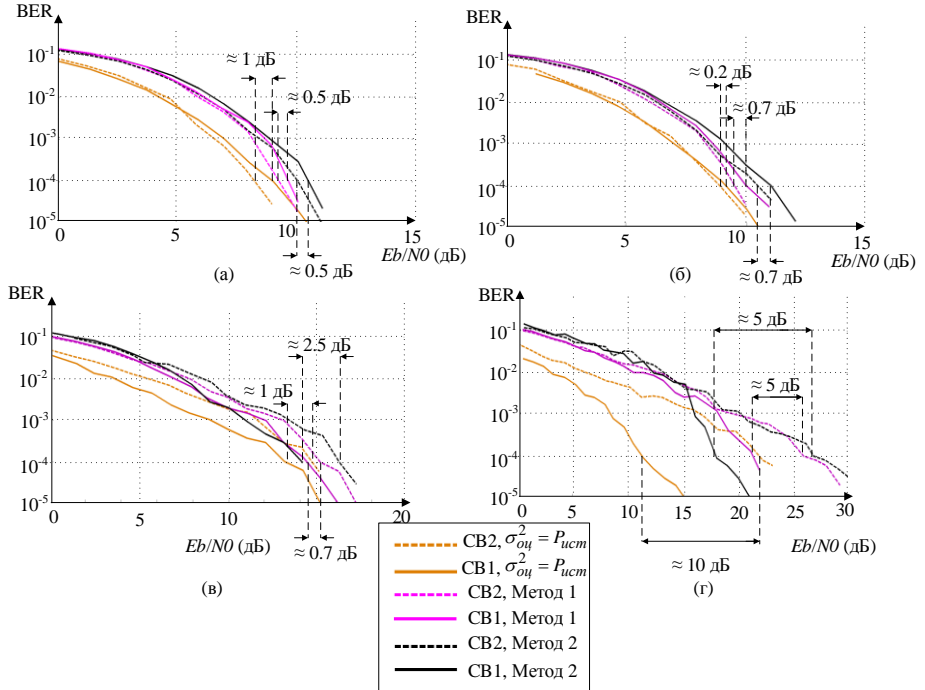 BER
10-1
10-2
10-3
10-4
10-5
0
5
10
15
≈ 1 дБ
≈ 0.5 дБ
≈ 0.5 дБ
Eb/N0 (дБ)
(а)
BER
10-1
10-2
10-3
10-4
10-5
0
5
10
15
≈ 0.2 дБ
≈ 0.7 дБ
≈ 0.7 дБ
Eb/N0 (дБ)
(б)
BER
10-1
10-2
10-3
10-4
10-5
0
5
10
20
≈ 2.5 дБ
≈ 1 дБ
≈ 0.7 дБ
Eb/N0 (дБ)
(в)
BER
10-1
10-2
10-3
10-4
10-5
0
5
10
15
20
25
30
≈ 5 дБ
≈ 5 дБ
≈ 10 дБ
Eb/N0 (дБ)
(г)
СВ2, σ²оц = Pист
СВ1, σ²оц = Pист
СВ2, Метод 1
СВ1, Метод 1
СВ2, Метод 2
СВ1, Метод 2